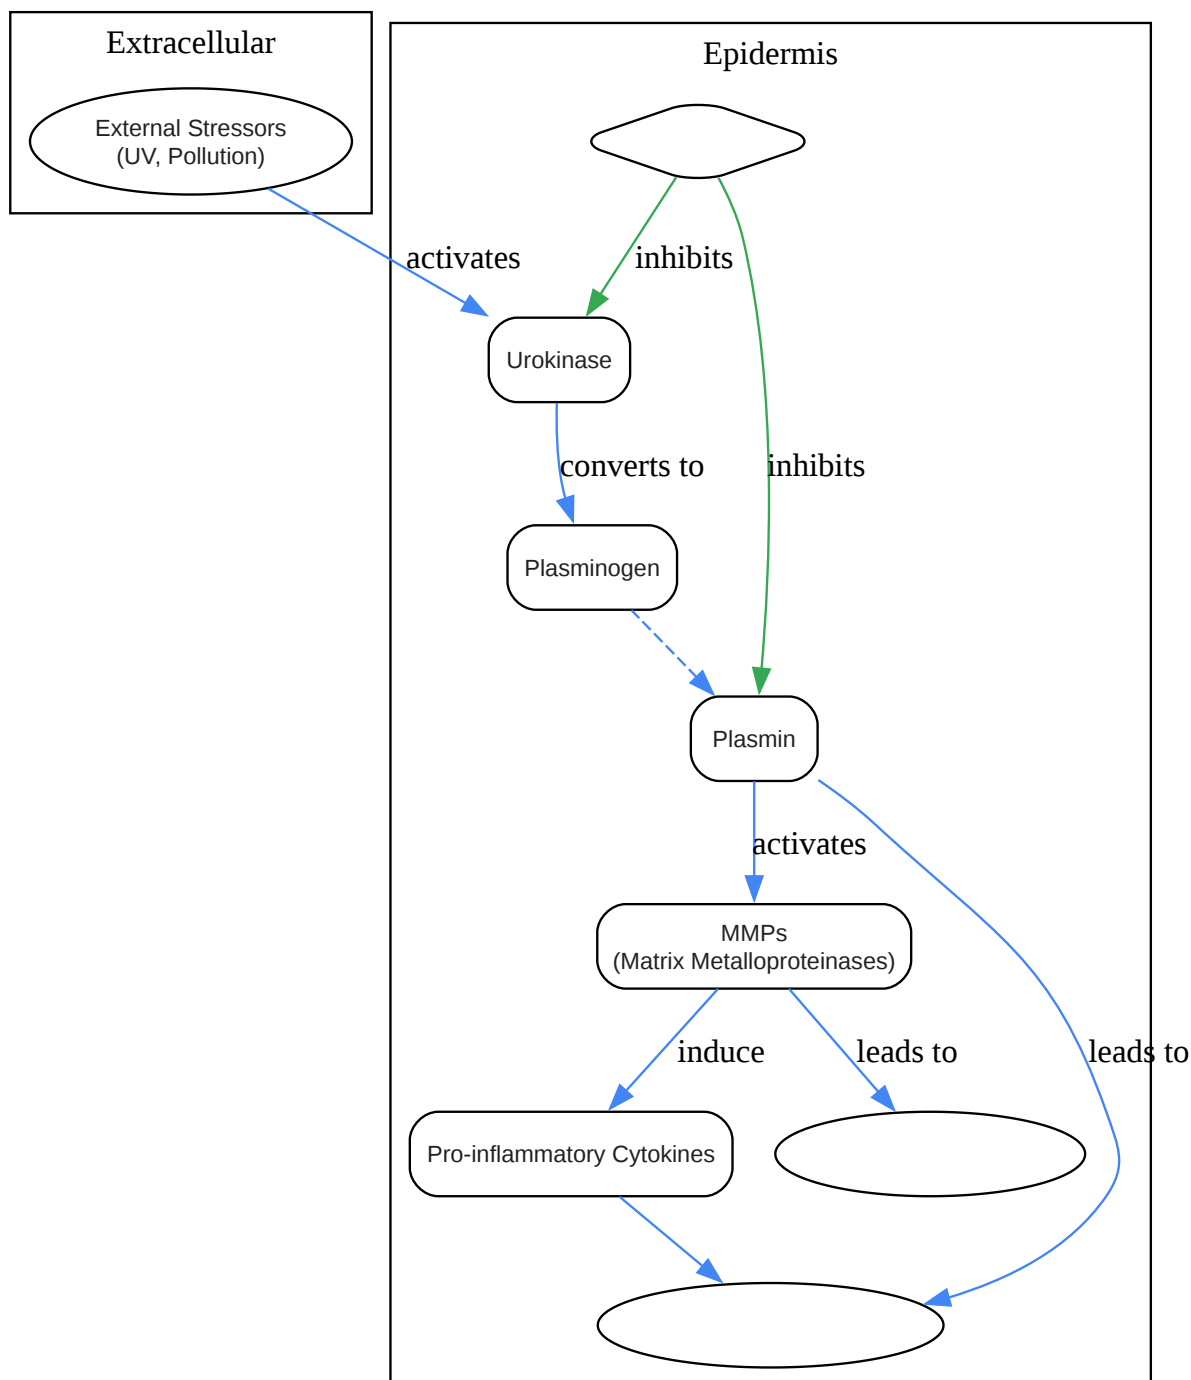 Extracellular
Epidermis
External Stressors
(UV, Pollution)
activates
inhibits
Urokinase
converts to
inhibits
Plasminogen
Plasmin
activates
MMPs
(Matrix Metalloproteinases)
induce
leads to
leads to
Pro-inflammatory Cytokines